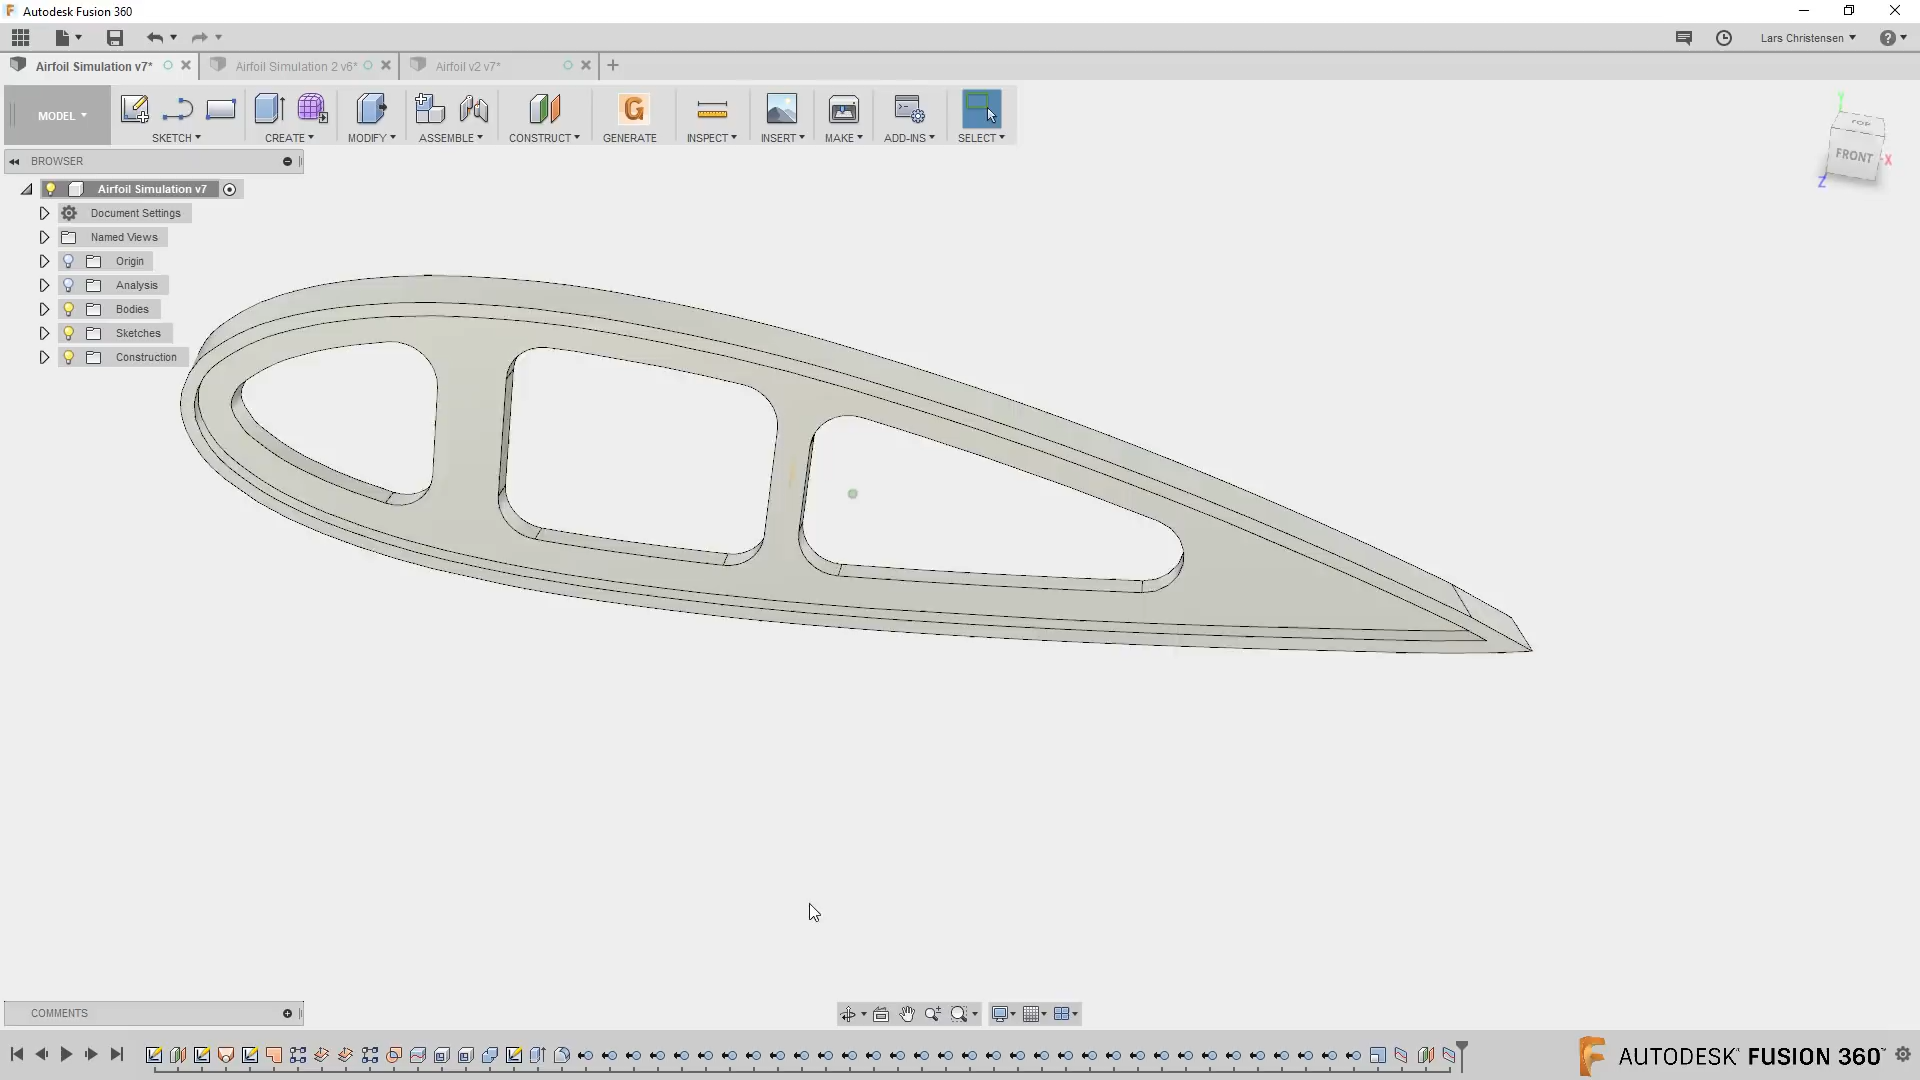 Autodesk Fusion 360
Lars Christensen
Airfoil Simulation v7*
Airfoil Simulation 2 v6*
Airfoil v2 v7*
MODEL
SKETCH
CREATE
MODIFY
ASSEMBLE
CONSTRUCT
GENERATE
INSPECT
INSERT
MAKE
ADD-INS
SELECT
BROWSER
Airfoil Simulation v7
Document Settings
Named Views
Origin
Analysis
Bodies
Sketches
Construction
Y
TOP
FRONT
X
Z
COMMENTS
AUTODESK FUSION 360